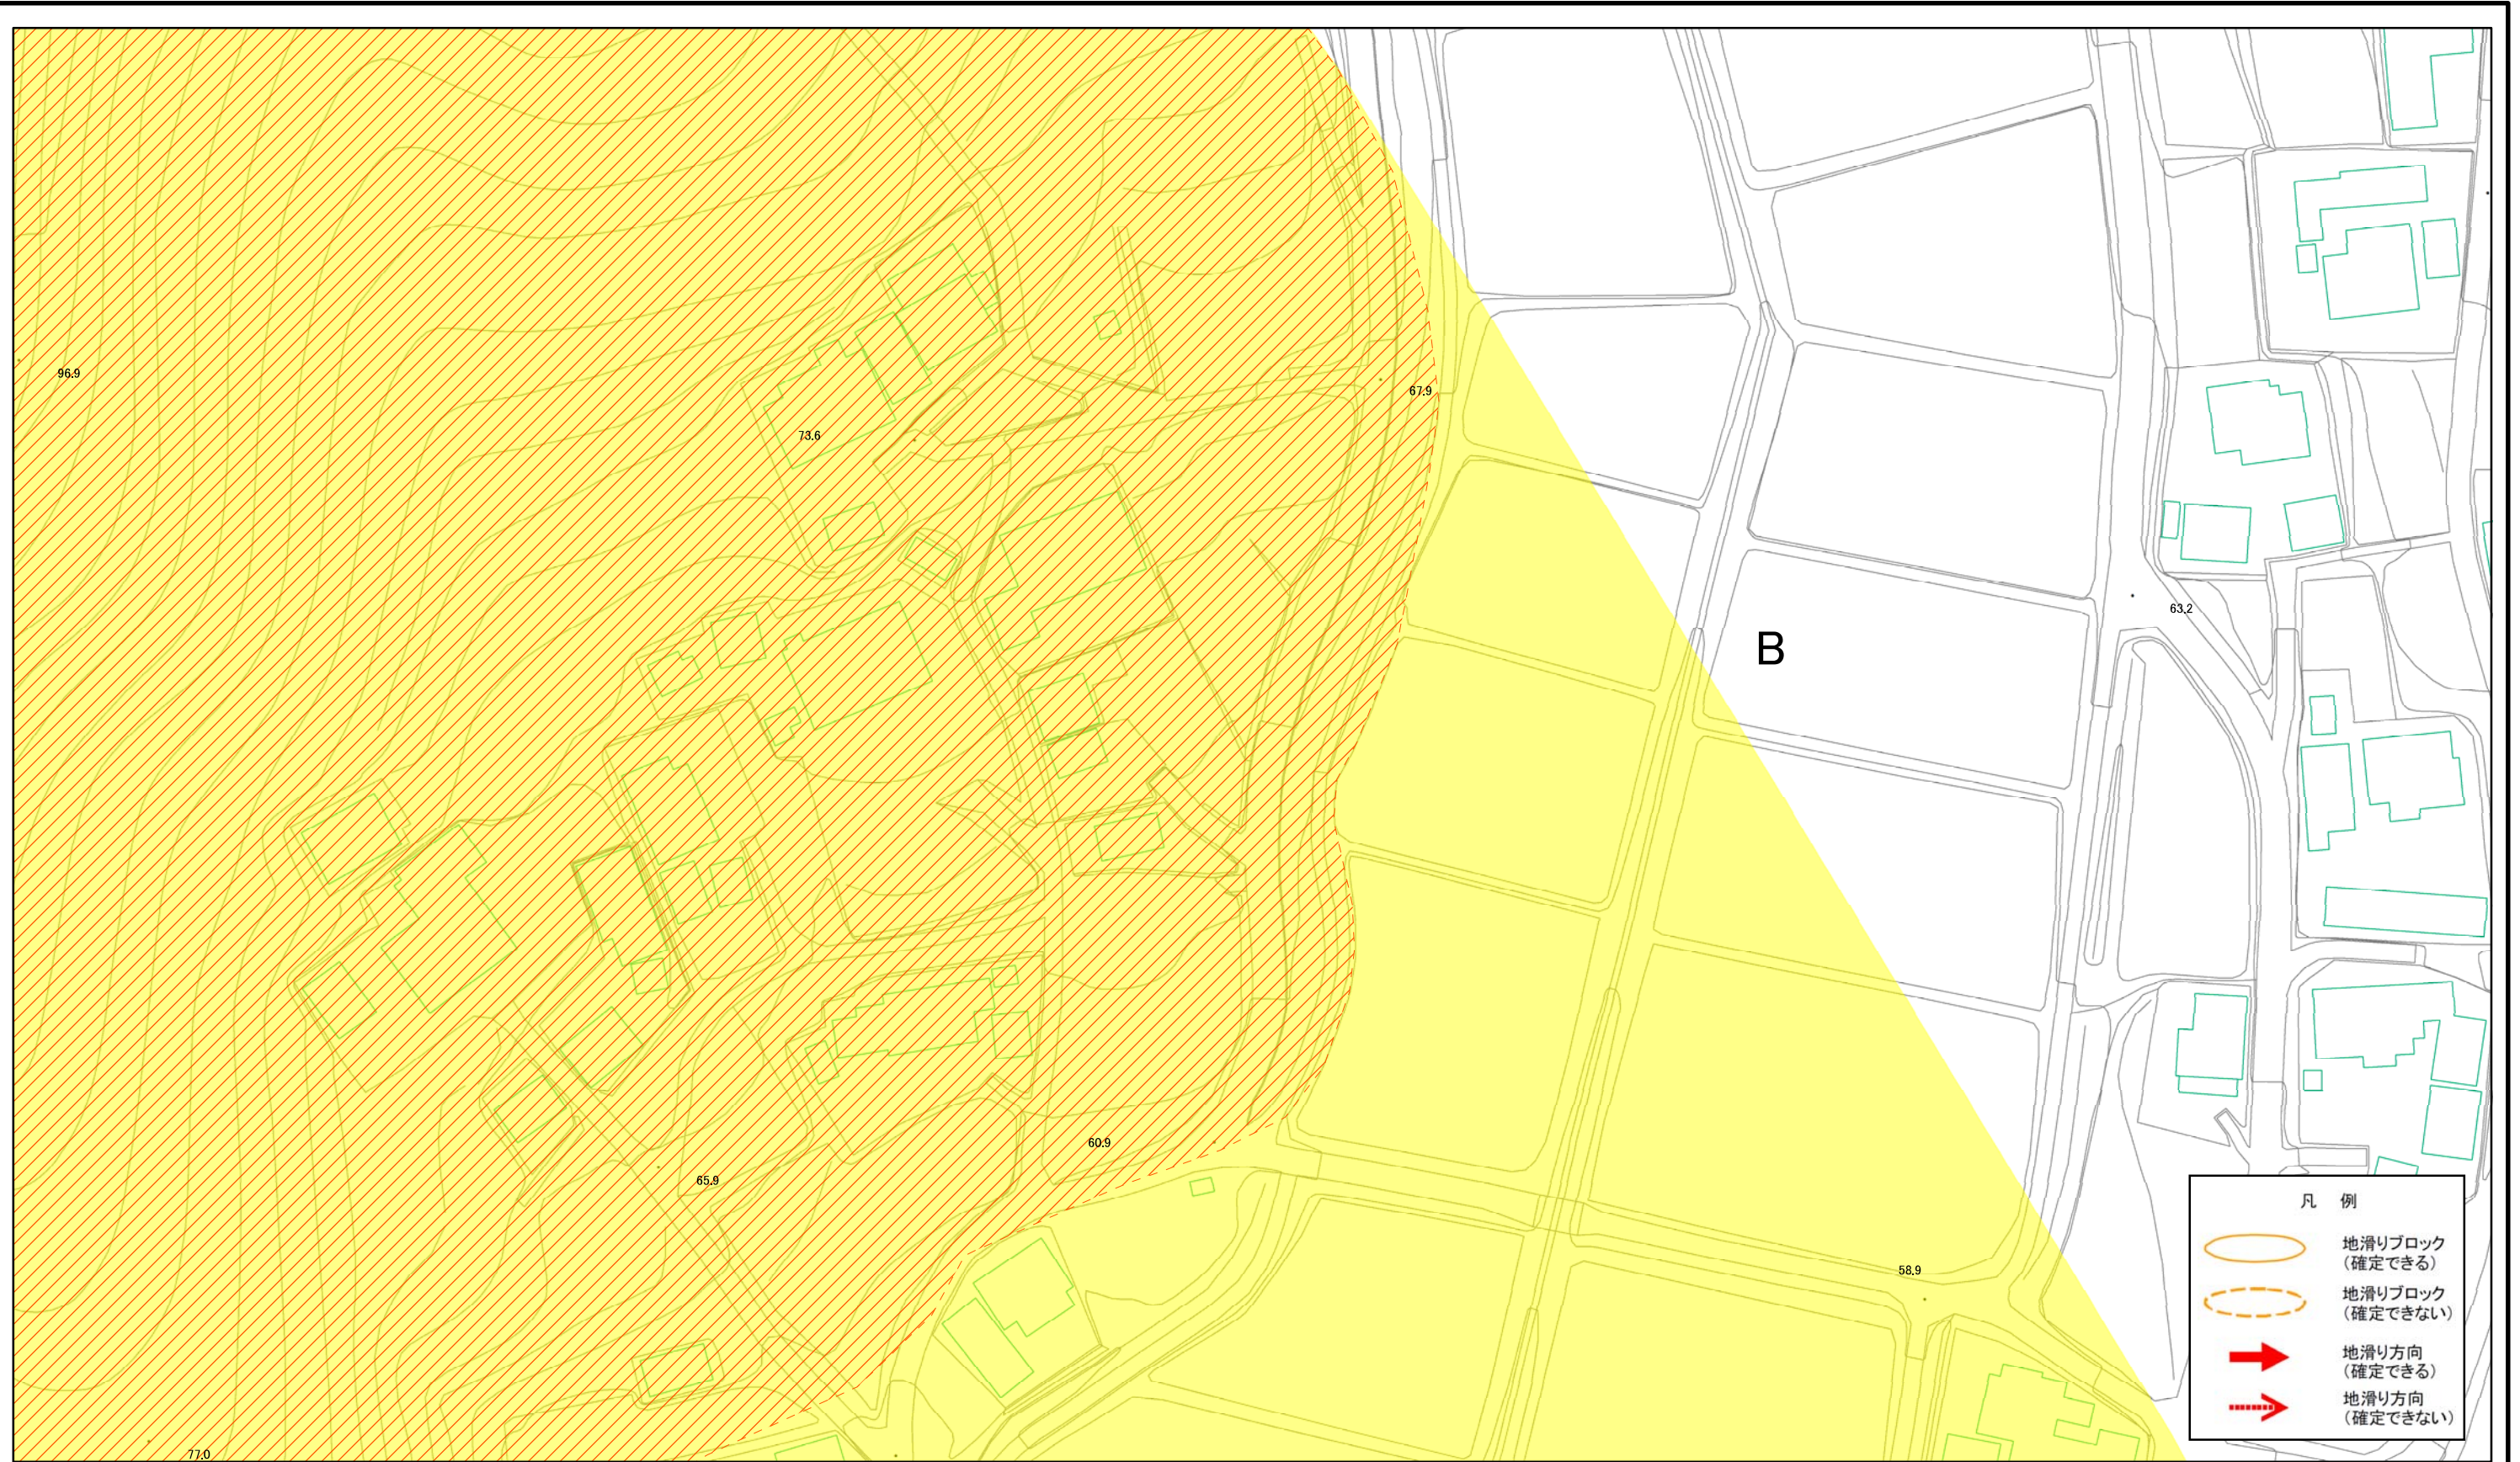 96.9
67.9
73.6
63.2
B
60.9
65.9
58.9
77.0
凡 例
地滑りブロック
(確定できる)
地滑りブロック
(確定できない)
地滑り方向
(確定できる)
地滑り方向
(確定できない)